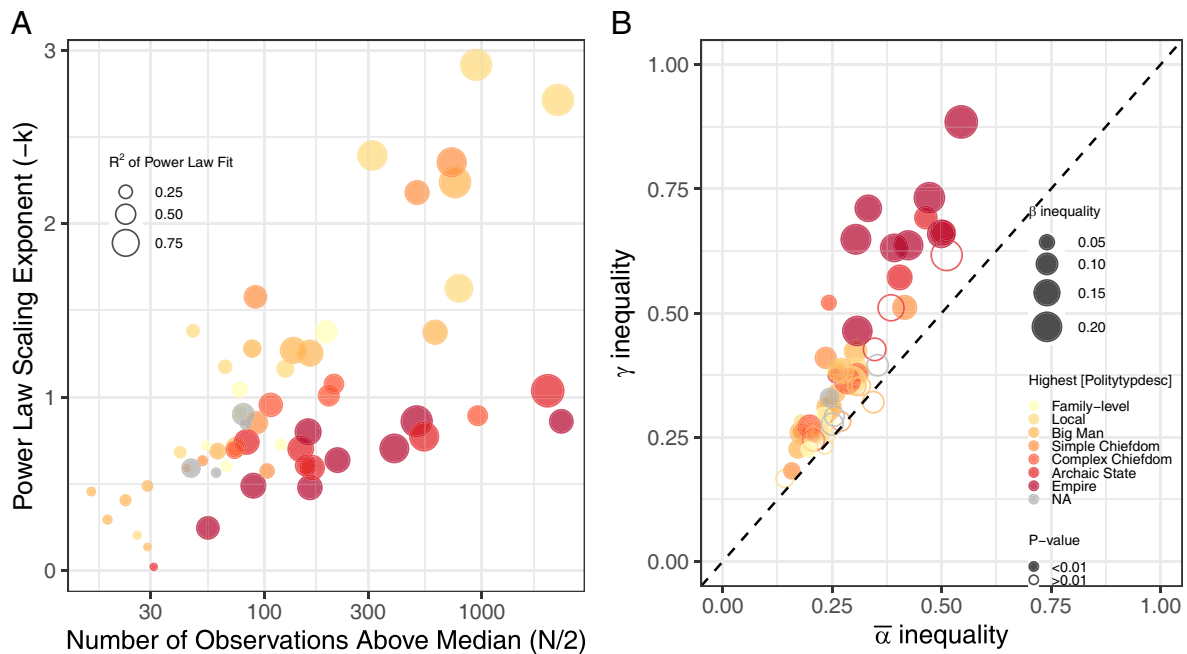 A
3
2
1
0
Power Law Scaling Exponent (−k)
R² of Power Law Fit
0.25
0.50
0.75
30
100
300
1000
Number of Observations Above Median (N/2)
B
1.00
0.75
0.50
0.25
0.00
γ inequality
β inequality
0.05
0.10
0.15
0.20
Highest [Politytypdesc]
Family−level
Local
Big Man
Simple Chiefdom
Complex Chiefdom
Archaic State
Empire
NA
P−value
<0.01
>0.01
0.00
0.25
0.50
0.75
1.00
α̅ inequality